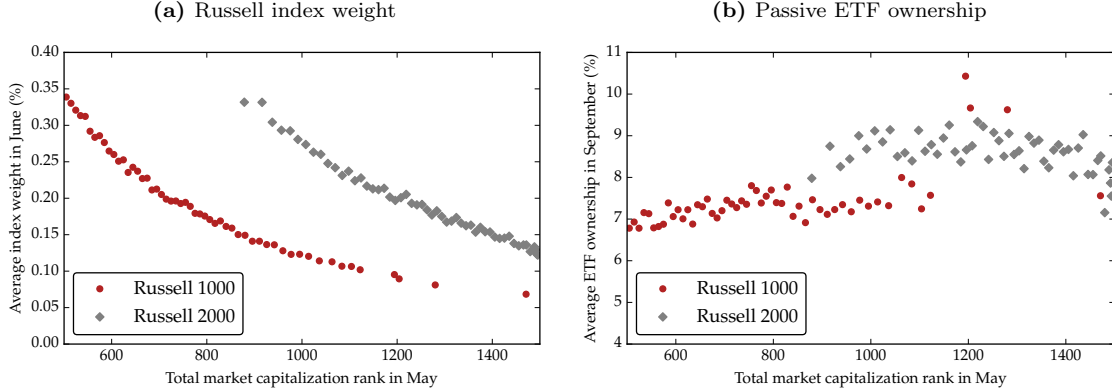 (a) Russell index weight
Average index weight in June (%)
0.40
0.35
0.30
0.25
0.20
0.15
0.10
0.05
0.00
Russell 1000
Russell 2000
600 800 1000 1200 1400
Total market capitalization rank in May
(b) Passive ETF ownership
Average ETF ownership in September (%)
11
10
9
8
7
6
5
4
Russell 1000
Russell 2000
600 800 1000 1200 1400
Total market capitalization rank in May